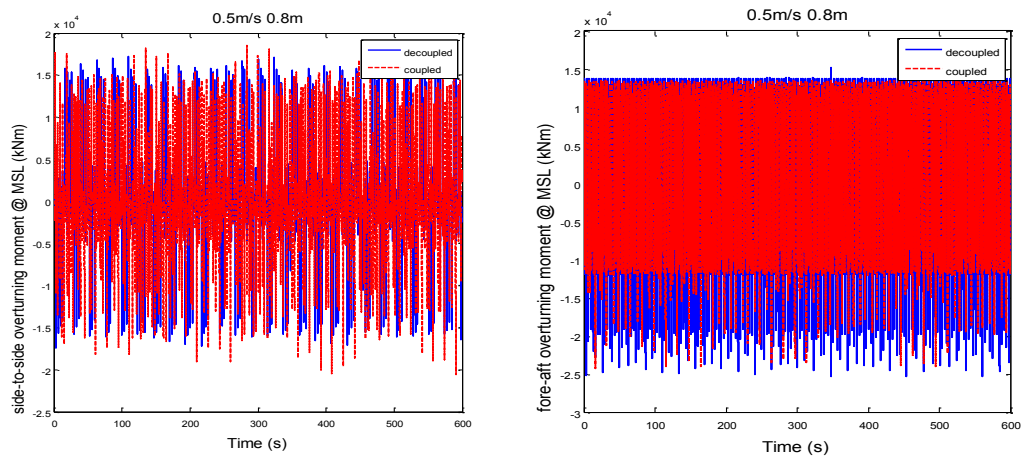 0.5m/s 0.8m
x 10^4
2
1.5
1
0.5
0
-0.5
-1
-1.5
-2
-2.5
0 100 200 300 400 500 600
Time (s)
side-to-side overturning moment @ MSL (kNm)
decoupled
coupled
0.5m/s 0.8m
x 10^4
2
1.5
1
0.5
0
-0.5
-1
-1.5
-2
-2.5
-3
0 100 200 300 400 500 600
Time (s)
fore-aft overturning moment @ MSL (kNm)
decoupled
coupled